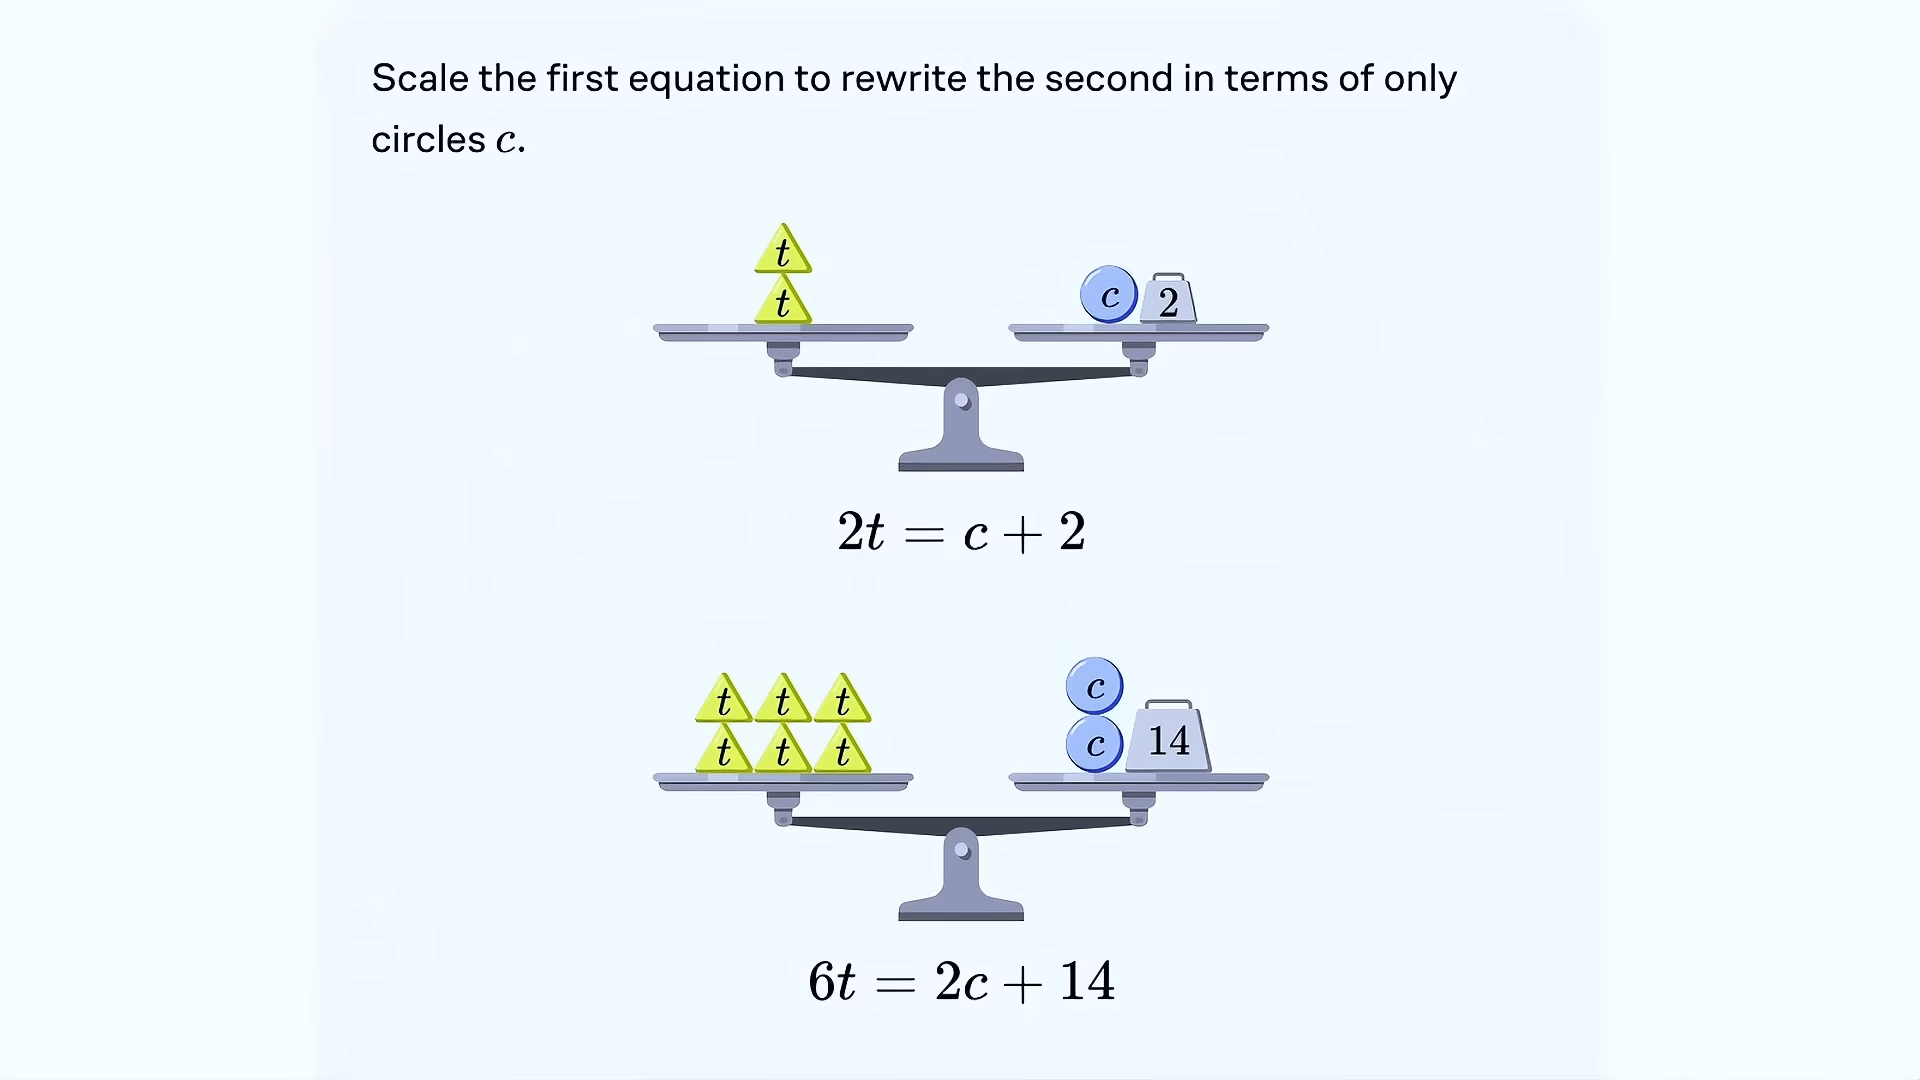 Scale the first equation to rewrite the second in terms of only
circles c.
t
t
c 2
2t = c + 2
t t t
t t t
c
c 14
6t = 2c + 14